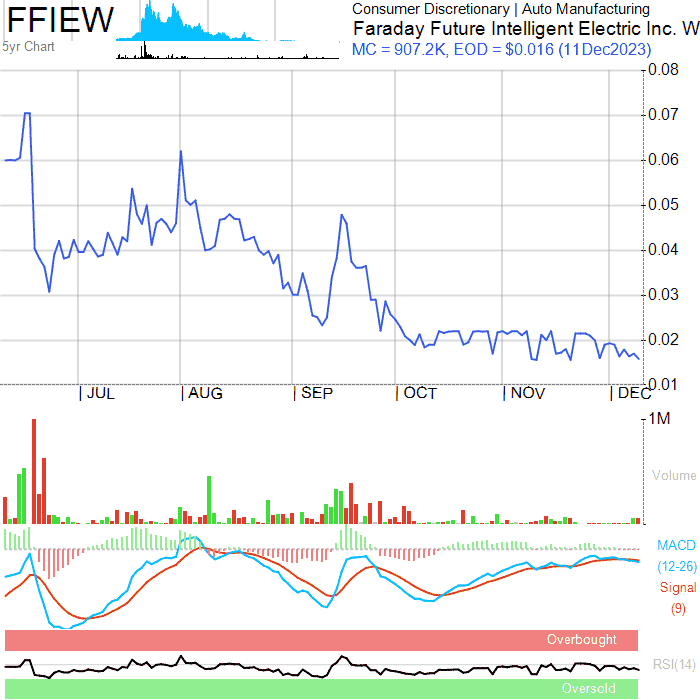 FFIEW
5yr Chart
Consumer Discretionary | Auto Manufacturing
Faraday Future Intelligent Electric Inc. W
MC = 907.2K, EOD = $0.016 (11Dec2023)
0.08
0.07
0.06
0.05
0.04
0.03
0.02
0.01
| JUL | AUG | SEP | OCT | NOV | DEC
1M
Volume
MACD
(12-26)
Signal
(9)
Overbought
RSI(14)
Oversold